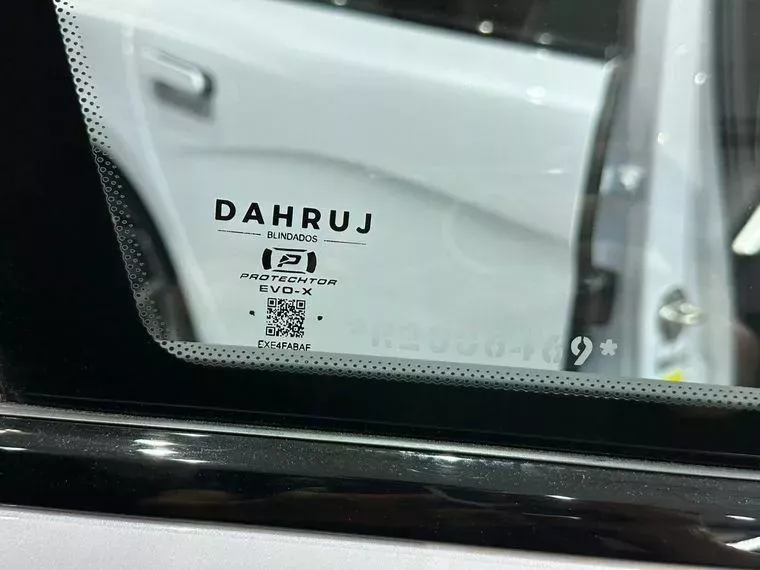 DAHRUJ
BLINDADOS
PROTECHTOR
EVO-X
EXE4FABAF